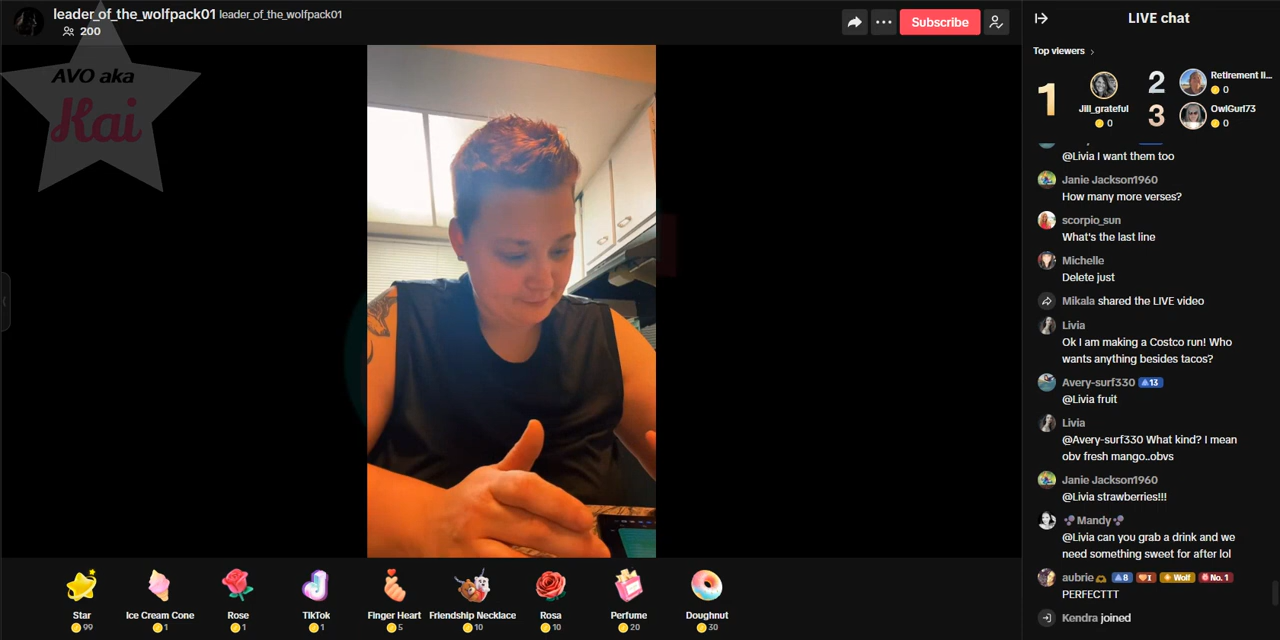 leader_of_the_wolfpack01 leader_of_the_wolfpack01
200
AVO aka
Kai
Subscribe
LIVE chat
Top viewers
1
Jill_grateful
0
2
Retirement li...
0
3
OwlGurl73
0
@Livia I want them too
Janie Jackson1960
How many more verses?
scorpio_sun
What's the last line
Michelle
Delete just
Mikala shared the LIVE video
Livia
Ok I am making a Costco run! Who
wants anything besides tacos?
Avery-surf330 13
@Livia fruit
Livia
@Avery-surf330 What kind? I mean
obv fresh mango..obvs
Janie Jackson1960
@Livia strawberries!!!
Mandy
@Livia can you grab a drink and we
need something sweet for after lol
aubrie 8 I Wolf No. 1
PERFECTTT
Kendra joined
Star
99
Ice Cream Cone
1
Rose
1
TikTok
1
Finger Heart
5
Friendship Necklace
10
Rosa
10
Perfume
20
Doughnut
30